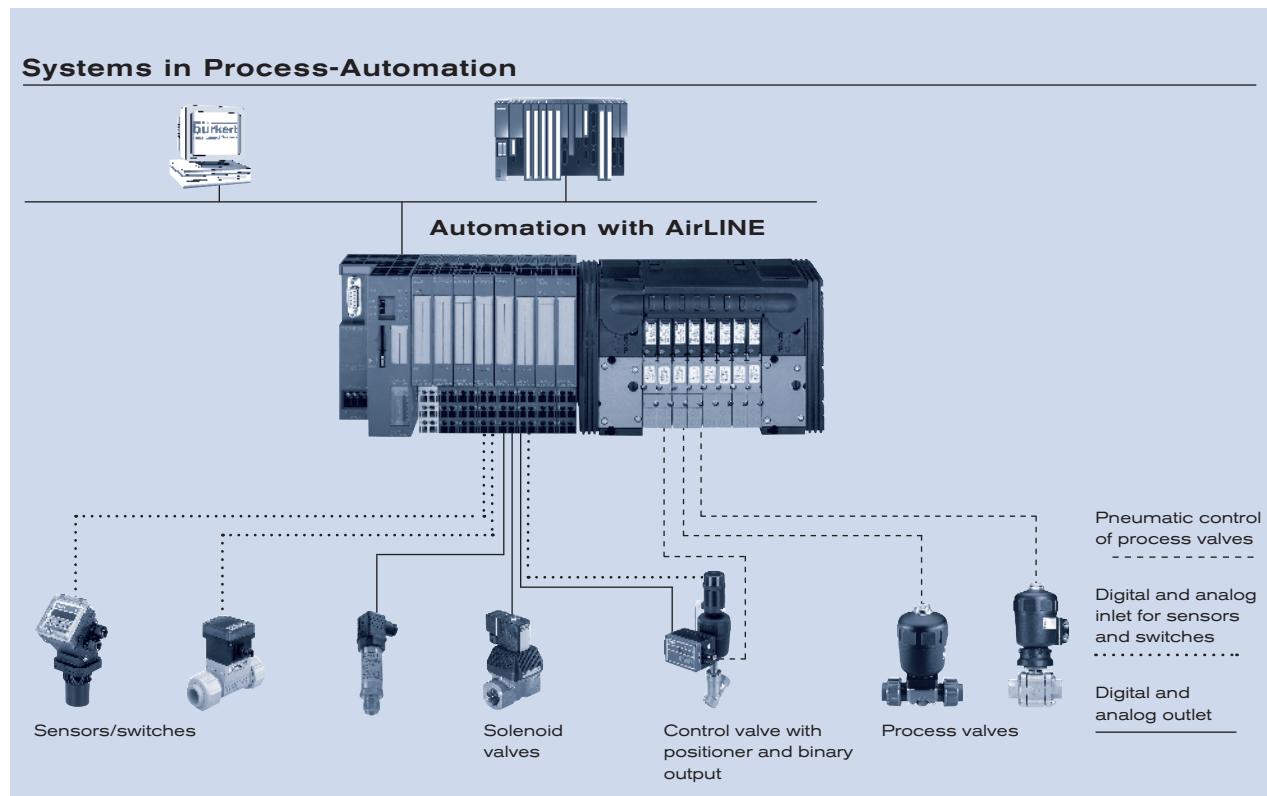 Systems in Process-Automation
bürkert
Automation with AirLINE
Pneumatic control
of process valves
Digital and analog
inlet for sensors
and switches
Digital and
analog outlet
Sensors/switches
Solenoid
valves
Control valve with
positioner and binary
output
Process valves